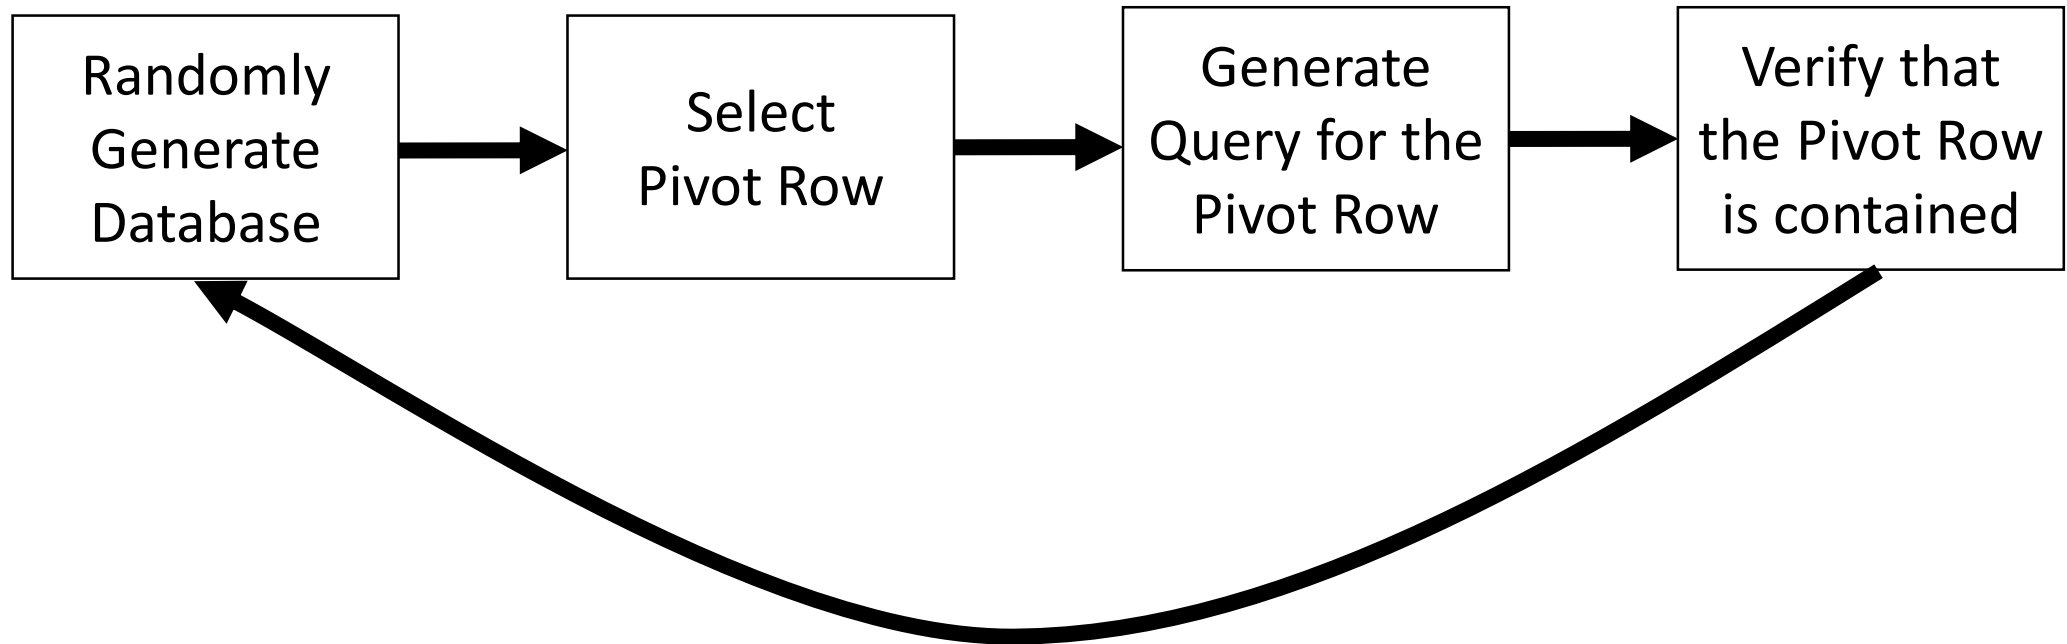 Randomly
Generate
Database
Select
Pivot Row
Generate
Query for the
Pivot Row
Verify that
the Pivot Row
is contained